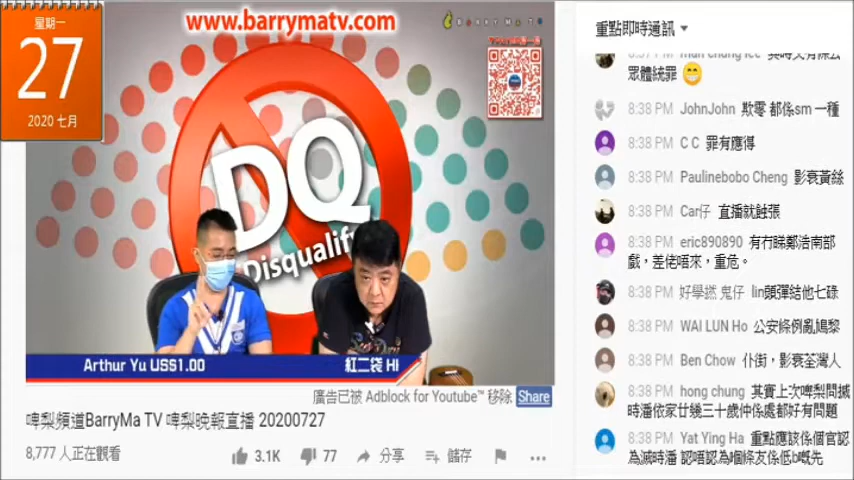 星期一
27
2020 七月
www.barrymatv.com
DQ
Disqualify
Arthur Yu US$1.00
紅二袋 HI
廣告已被 Adblock for Youtube™ 移除 Share
啤梨頻道BarryMa TV 啤梨晚報直播 20200727
8,777 人正在觀看
3.1K
77
分享
儲存
重點即時通訊
眾體統罪
8:38 PM JohnJohn 欺零 都係sm 一種
8:38 PM C C 罪有應得
8:38 PM Paulinebobo Cheng 影衰黃絲
8:38 PM Car仔 直播就蝕張
8:38 PM eric890890 有冇睇鄭浩南部
戲，差佬唔來，重危。
8:38 PM 好學撚 鬼仔 lin頭彈結他七碌
8:38 PM WAI LUN Ho 公安條例亂鳩黎
8:38 PM Ben Chow 仆街，影衰荃灣人
8:38 PM hong chung 其實上次啤梨問搣
時潘依家廿幾三十歲仲係處都好有問題
8:38 PM Yat Ying Ha 重點應該係個官認
為滅時潘 認唔認為嗰條友係低b嘅先